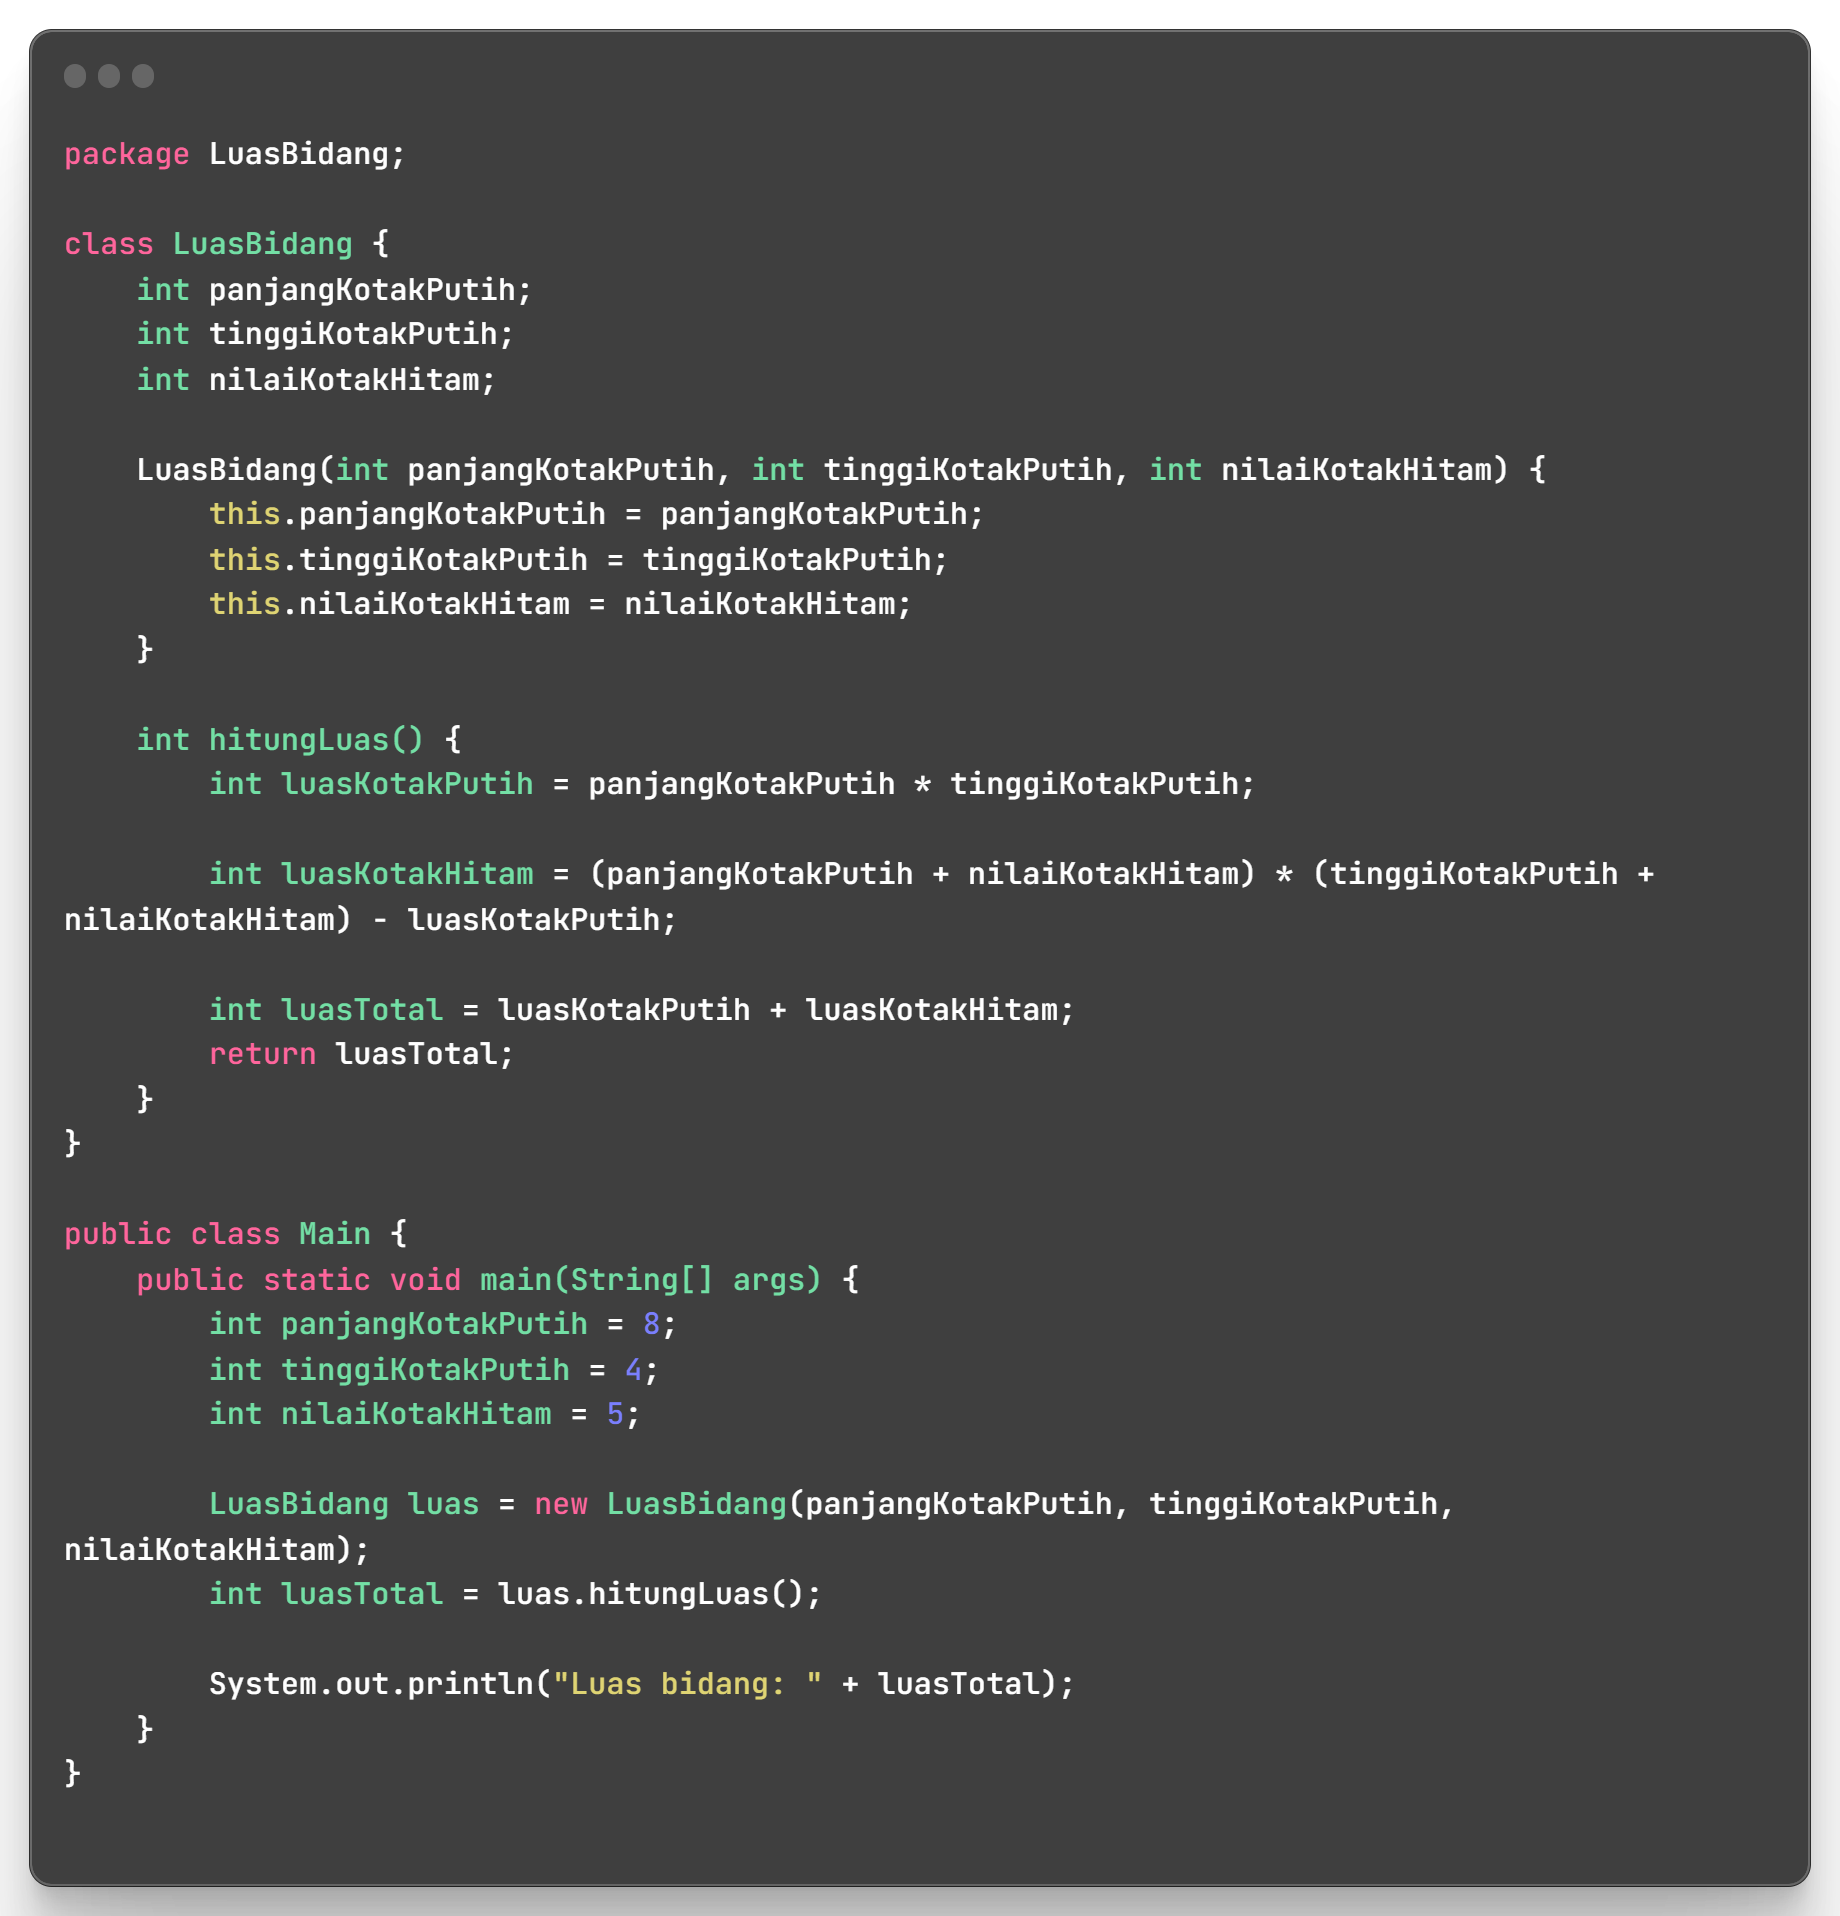 package LuasBidang;

class LuasBidang {
    int panjangKotakPutih;
    int tinggiKotakPutih;
    int nilaiKotakHitam;

    LuasBidang(int panjangKotakPutih, int tinggiKotakPutih, int nilaiKotakHitam) {
        this.panjangKotakPutih = panjangKotakPutih;
        this.tinggiKotakPutih = tinggiKotakPutih;
        this.nilaiKotakHitam = nilaiKotakHitam;
    }

    int hitungLuas() {
        int luasKotakPutih = panjangKotakPutih * tinggiKotakPutih;

        int luasKotakHitam = (panjangKotakPutih + nilaiKotakHitam) * (tinggiKotakPutih +
nilaiKotakHitam) - luasKotakPutih;

        int luasTotal = luasKotakPutih + luasKotakHitam;
        return luasTotal;
    }
}

public class Main {
    public static void main(String[] args) {
        int panjangKotakPutih = 8;
        int tinggiKotakPutih = 4;
        int nilaiKotakHitam = 5;

        LuasBidang luas = new LuasBidang(panjangKotakPutih, tinggiKotakPutih,
nilaiKotakHitam);
        int luasTotal = luas.hitungLuas();

        System.out.println("Luas bidang: " + luasTotal);
    }
}